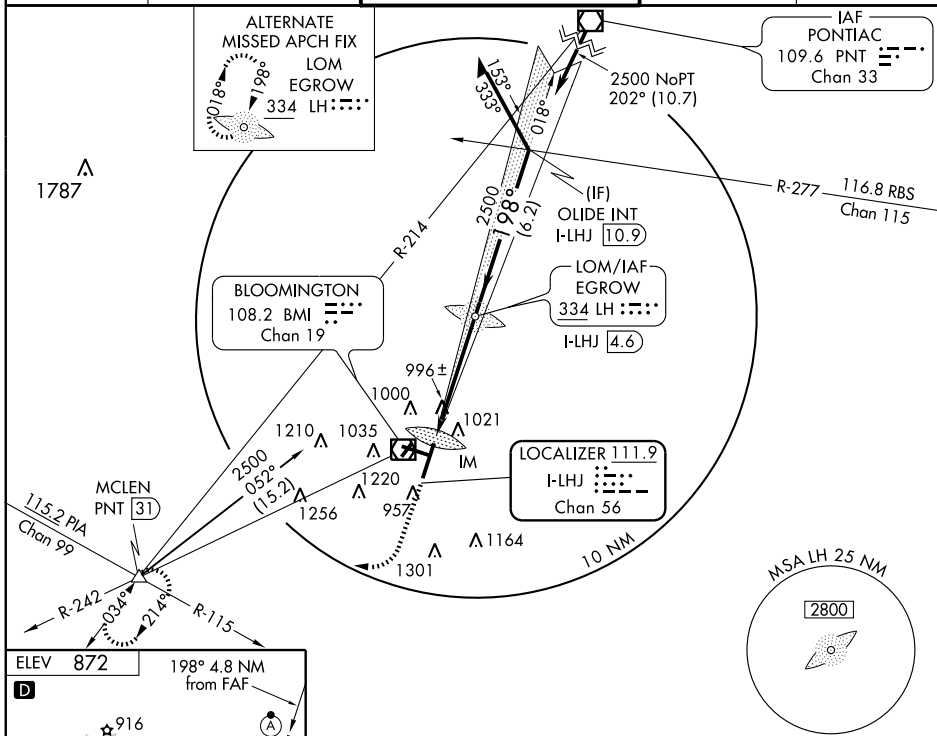 ALTERNATE
MISSED APCH FIX
LOM
EGROW
334 LH
018°
198°
IAF
PONTIAC
109.6 PNT
Chan 33
2500 NoPT
202° (10.7)
153°
333°
018°
1787
R-277
116.8 RBS
Chan 115
(IF)
OLIDE INT
I-LHJ 10.9
2500
198°
(6.2)
R-214
LOM/IAF
EGROW
334 LH
I-LHJ 4.6
BLOOMINGTON
108.2 BMI
Chan 19
996±
1000
1021
1210
1035
IM
LOCALIZER 111.9
I-LHJ
Chan 56
2500
052°
(15.2)
1220
1256
957
MCLEN
PNT 31
115.2 PIA
Chan 99
1164
1301
10 NM
R-242
034°
214°
R-115
MSA LH 25 NM
2800
ELEV 872
D
198° 4.8 NM
from FAF
916
A